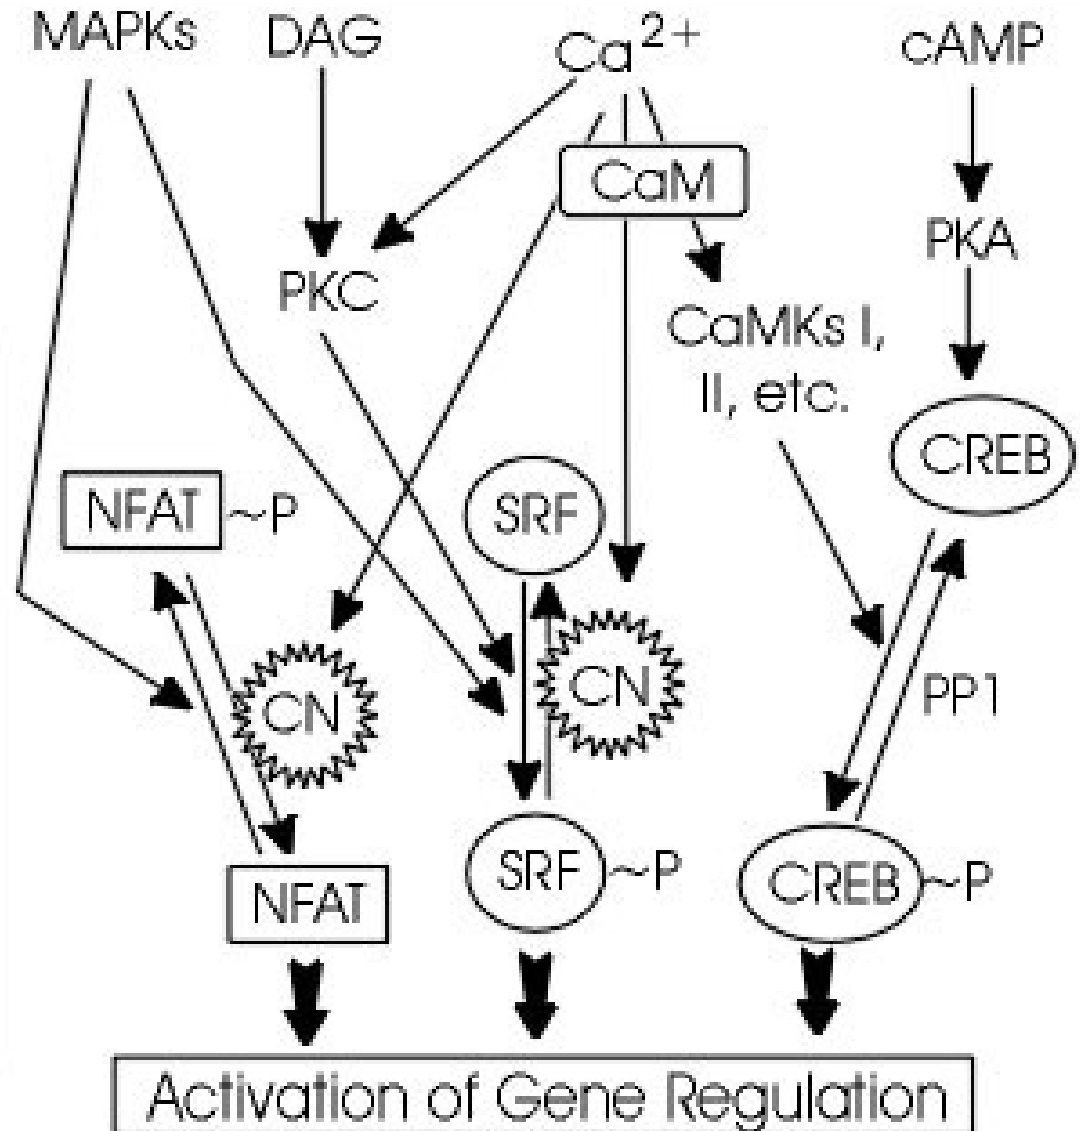 MAPKs
DAG
Ca2+
cAMP
CaM
PKA
PKC
CaMKs I,
II, etc.
CREB
NFAT ~P
SRF
CN
CN
PP1
NFAT
SRF ~P
CREB ~P
Activation of Gene Regulation